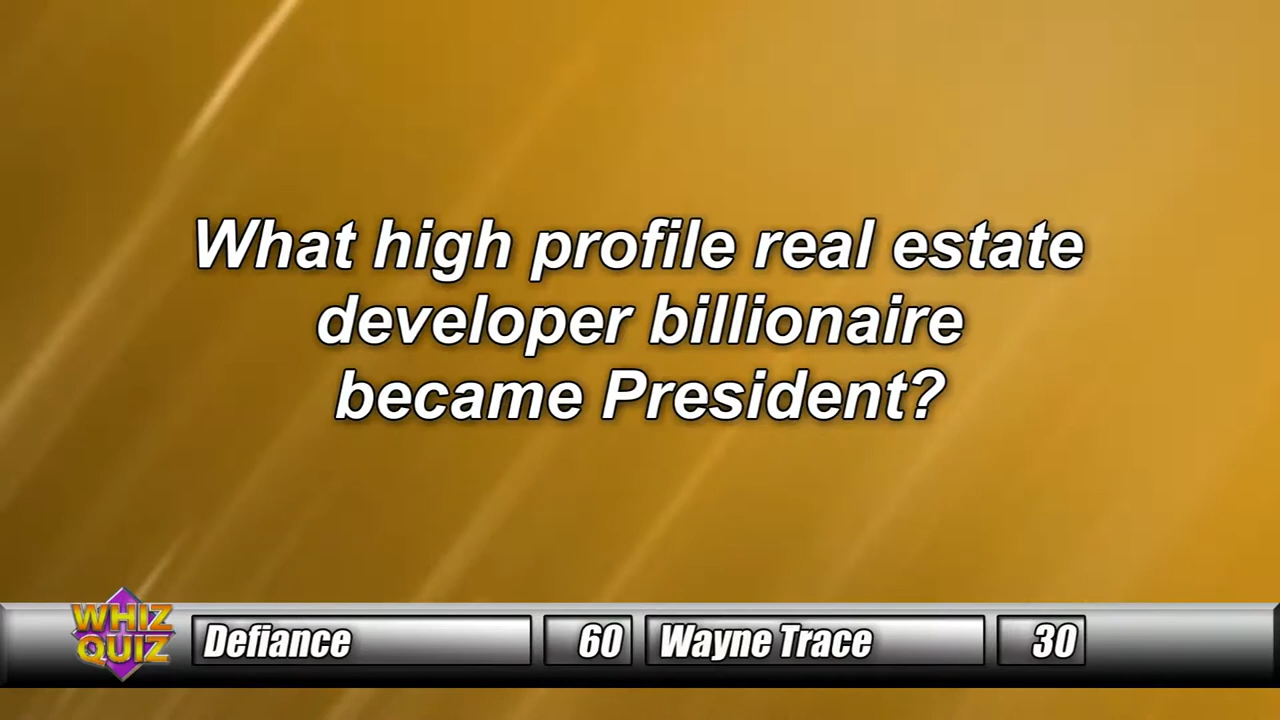 What high profile real estate
developer billionaire
became President?
WHIZ
QUIZ
Defiance 60 Wayne Trace 30